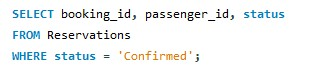 SELECT booking_id, passenger_id, status
FROM Reservations
WHERE status = 'Confirmed';